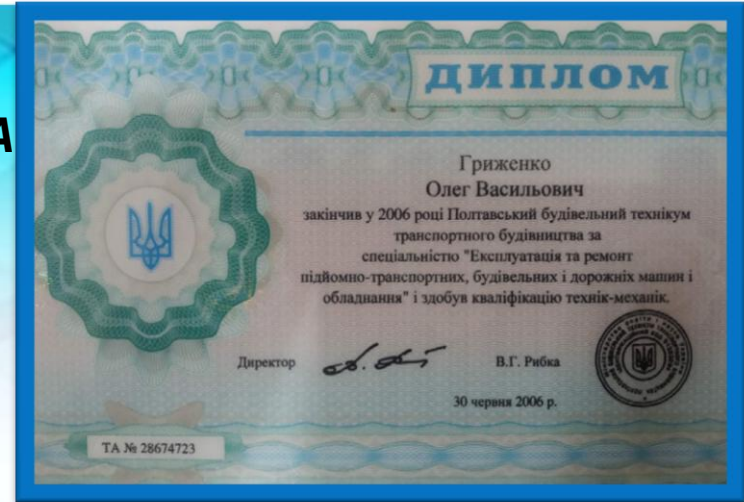 А
ДИПЛОМ
Гриженко
Олег Васильович
закінчив у 2006 році Полтавський будівельний технікум
транспортного будівництва за
спеціальністю "Експлуатація та ремонт
підйомно-транспортних, будівельних і дорожніх машин і
обладнання" і здобув кваліфікацію технік-механік.
Директор В.Г. Рибка
30 червня 2006 р.
ТА № 28674723